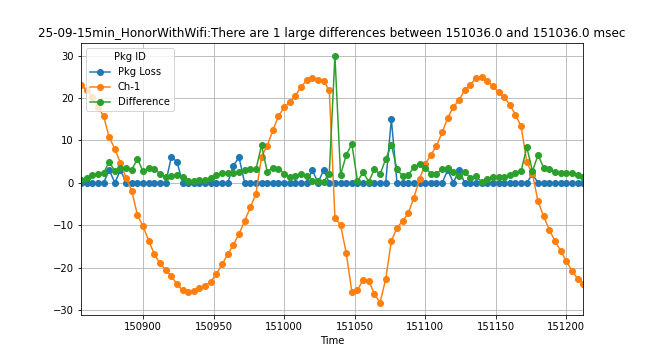 25-09-15min_HonorWithWifi:There are 1 large differences between 151036.0 and 151036.0 msec
Pkg ID
Pkg Loss
Ch-1
Difference
30
20
10
0
−10
−20
−30
150900 150950 151000 151050 151100 151150 151200
Time